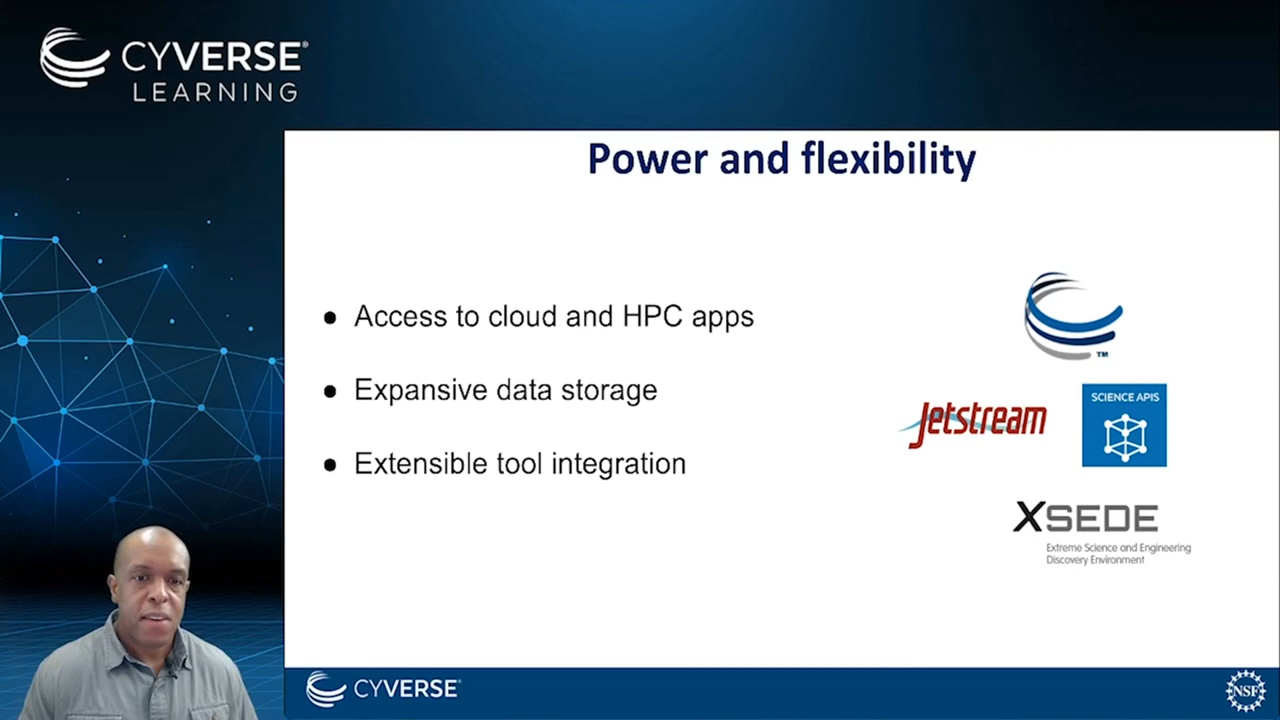 CYVERSE®
LEARNING
Power and flexibility
● Access to cloud and HPC apps
● Expansive data storage
● Extensible tool integration
TM
Jetstream
SCIENCE APIS
XSEDE
Extreme Science and Engineering
Discovery Environment
CYVERSE®
NSF